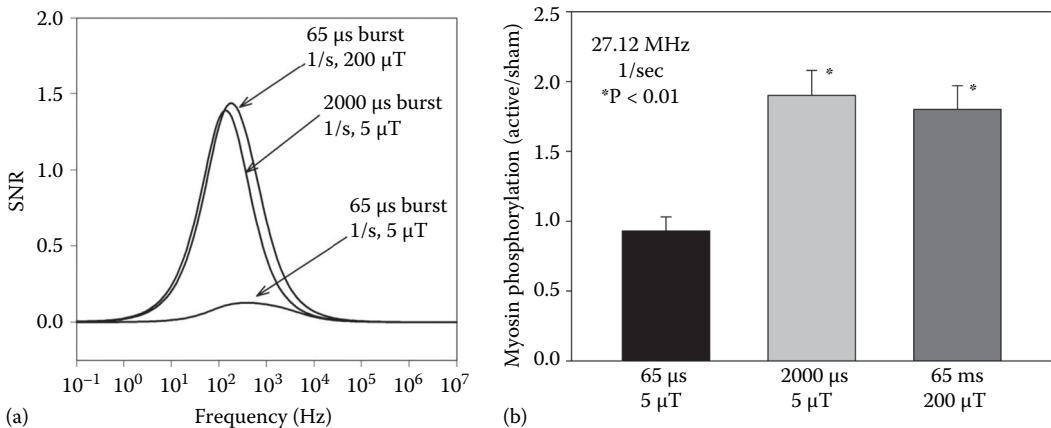 2.0
1.5
1.0
0.5
0.0
SNR
65 µs burst
1/s, 200 µT
2000 µs burst
1/s, 5 µT
65 µs burst
1/s, 5 µT
10⁻¹ 10⁰ 10¹ 10² 10³ 10⁴ 10⁵ 10⁶ 10⁷
(a)
Frequency (Hz)
2.5
2.0
1.5
1.0
0.5
0.0
Myosin phosphorylation (active/sham)
27.12 MHz
1/sec
*P < 0.01
*
*
65 µs
5 µT
2000 µs
5 µT
65 ms
200 µT
(b)